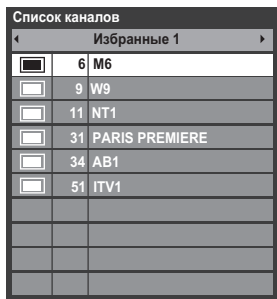 Список каналов
Избранные 1
6 M6
9 W9
11 NT1
31 PARIS PREMIERE
34 AB1
51 ITV1